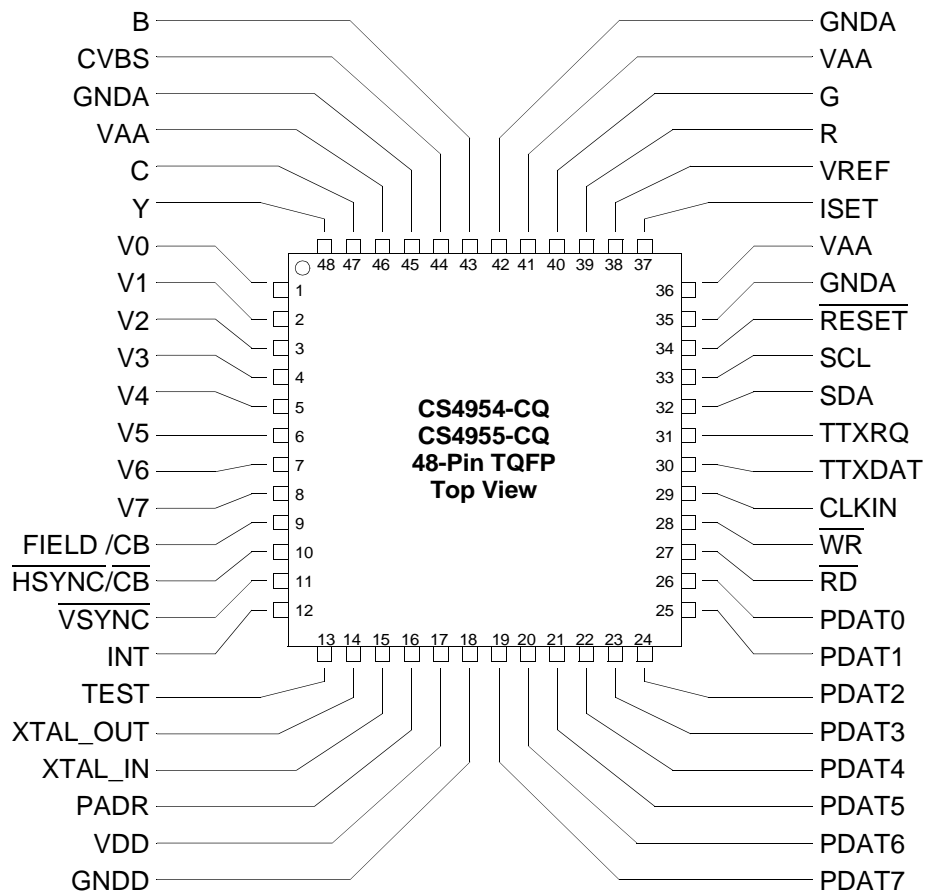 B
CVBS
GNDA
VAA
C
Y
V0
V1
V2
V3
V4
V5
V6
V7
FIELD /CB
HSYNC/CB
VSYNC
INT
TEST
XTAL_OUT
XTAL_IN
PADR
VDD
GNDD
48 47 46 45 44 43 42 41 40 39 38 37
1
2
3
4
5
6
7
8
9
10
11
12
CS4954-CQ
CS4955-CQ
48-Pin TQFP
Top View
36
35
34
33
32
31
30
29
28
27
26
25
13 14 15 16 17 18 19 20 21 22 23 24
GNDA
VAA
G
R
VREF
ISET
VAA
GNDA
RESET
SCL
SDA
TTXRQ
TTXDAT
CLKIN
WR
RD
PDAT0
PDAT1
PDAT2
PDAT3
PDAT4
PDAT5
PDAT6
PDAT7